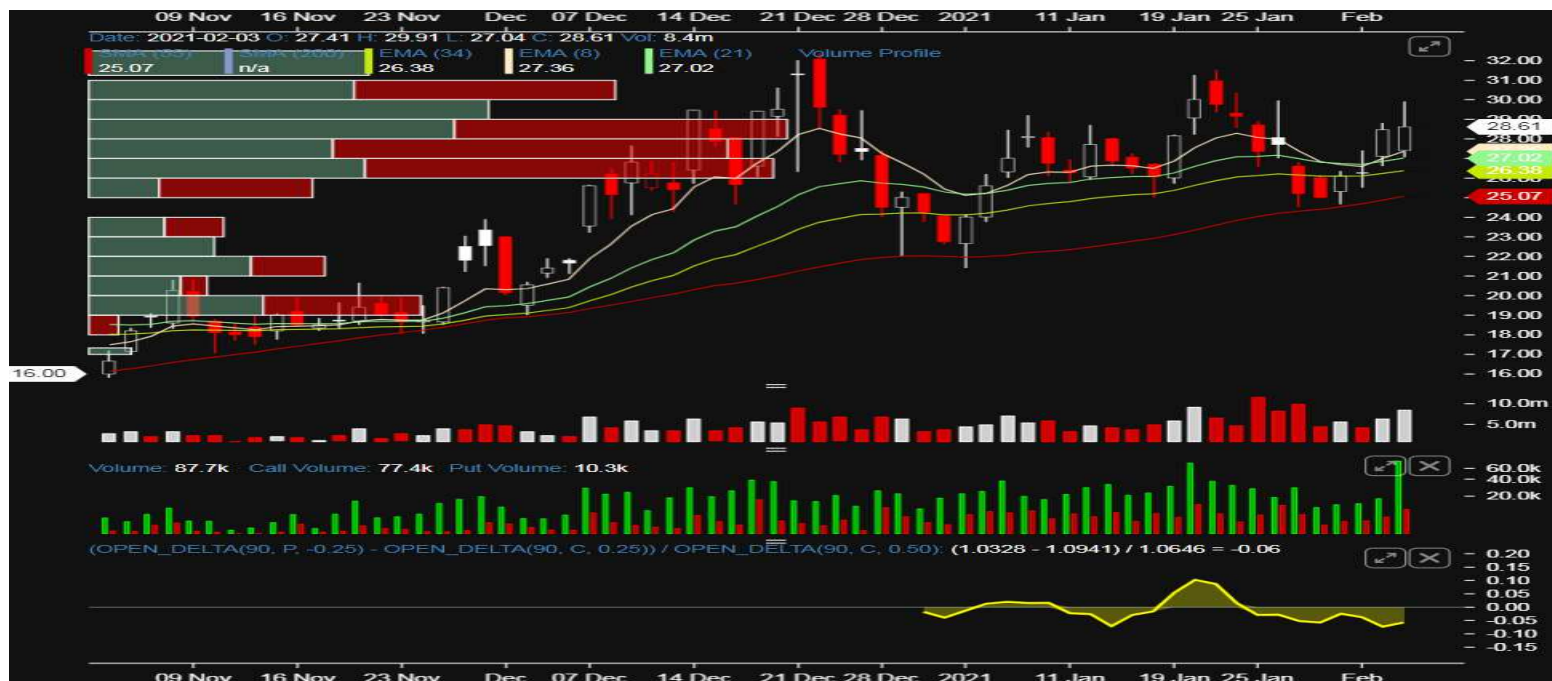 09 Nov 16 Nov 23 Nov Dec 07 Dec 14 Dec 21 Dec 28 Dec 2021 11 Jan 19 Jan 25 Jan Feb
Date: 2021-02-03 O: 27.41 H: 29.91 L: 27.04 C: 28.61 Vol: 8.4m
EMA (34) EMA (8) EMA (21) Volume Profile
25.07 n/a 26.38 27.36 27.02
32.00
31.00
30.00
29.00
28.61
28.00
27.02
26.38
25.07
24.00
23.00
22.00
21.00
20.00
19.00
18.00
17.00
16.00 16.00
10.0m
5.0m
Volume: 87.7k Call Volume: 77.4k Put Volume: 10.3k
60.0k
40.0k
20.0k
(OPEN_DELTA(90, P, -0.25) - OPEN_DELTA(90, C, 0.25)) / OPEN_DELTA(90, C, 0.50): (1.0328 - 1.0941) / 1.0646 = -0.06
0.20
0.15
0.10
0.05
0.00
-0.05
-0.10
-0.15
09 Nov 16 Nov 23 Nov Dec 07 Dec 14 Dec 21 Dec 28 Dec 2021 11 Jan 19 Jan 25 Jan Feb